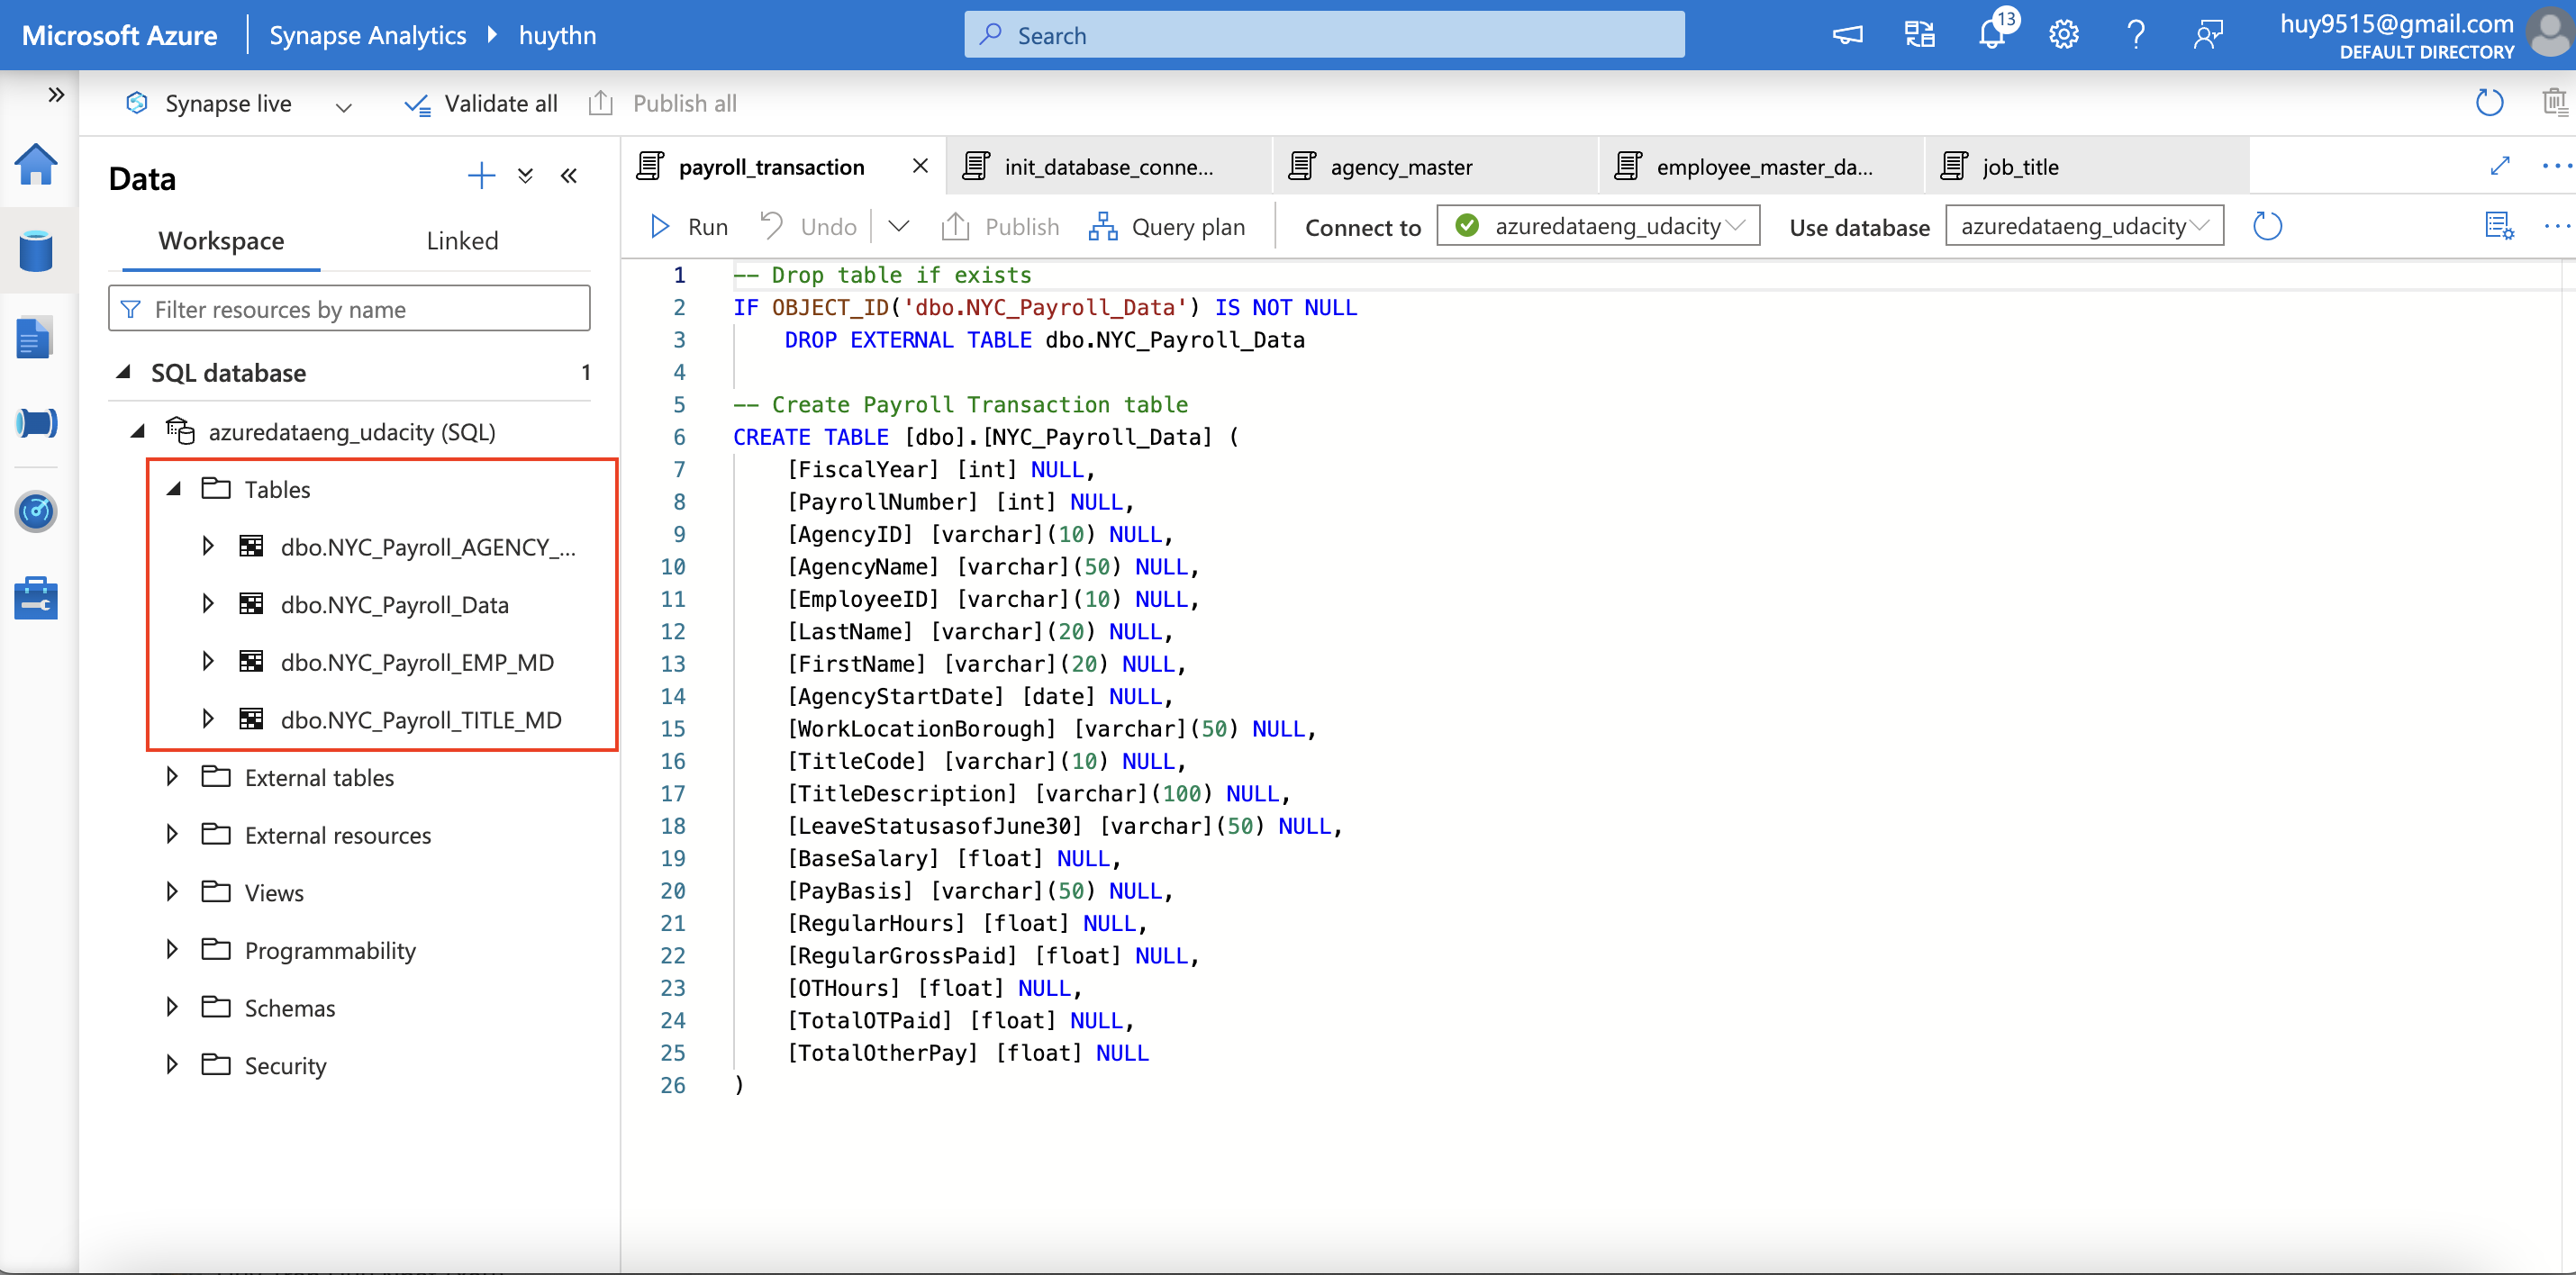 Microsoft Azure
Synapse Analytics
huythn
Search
13
huy9515@gmail.com
DEFAULT DIRECTORY
Synapse live
Validate all
Publish all
Data
Workspace
Linked
Filter resources by name
SQL database 1
azuredataeng_udacity (SQL)
Tables
dbo.NYC_Payroll_AGENCY_...
dbo.NYC_Payroll_Data
dbo.NYC_Payroll_EMP_MD
dbo.NYC_Payroll_TITLE_MD
External tables
External resources
Views
Programmability
Schemas
Security
payroll_transaction
init_database_conne...
agency_master
employee_master_da...
job_title
Run
Undo
Publish
Query plan
Connect to
azuredataeng_udacity
Use database
azuredataeng_udacity
1 -- Drop table if exists
2 IF OBJECT_ID('dbo.NYC_Payroll_Data') IS NOT NULL
3 DROP EXTERNAL TABLE dbo.NYC_Payroll_Data
4
5 -- Create Payroll Transaction table
6 CREATE TABLE [dbo].[NYC_Payroll_Data] (
7 [FiscalYear] [int] NULL,
8 [PayrollNumber] [int] NULL,
9 [AgencyID] [varchar](10) NULL,
10 [AgencyName] [varchar](50) NULL,
11 [EmployeeID] [varchar](10) NULL,
12 [LastName] [varchar](20) NULL,
13 [FirstName] [varchar](20) NULL,
14 [AgencyStartDate] [date] NULL,
15 [WorkLocationBorough] [varchar](50) NULL,
16 [TitleCode] [varchar](10) NULL,
17 [TitleDescription] [varchar](100) NULL,
18 [LeaveStatusasofJune30] [varchar](50) NULL,
19 [BaseSalary] [float] NULL,
20 [PayBasis] [varchar](50) NULL,
21 [RegularHours] [float] NULL,
22 [RegularGrossPaid] [float] NULL,
23 [OTHours] [float] NULL,
24 [TotalOTPaid] [float] NULL,
25 [TotalOtherPay] [float] NULL
26 )